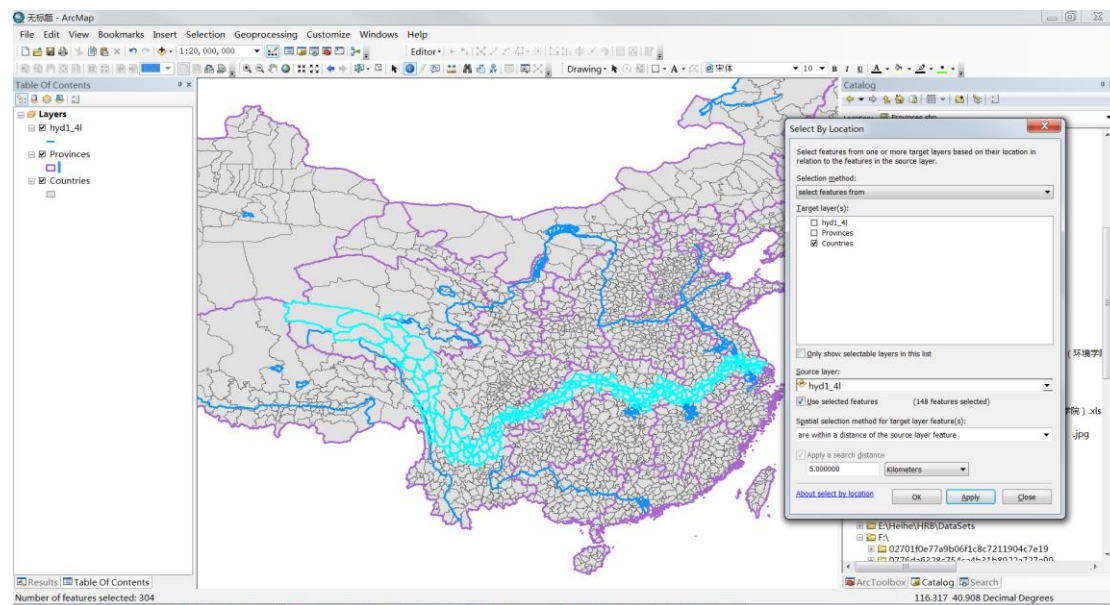 无标题 - ArcMap
File Edit View Bookmarks Insert Selection Geoprocessing Customize Windows Help
1:20,000,000
Editor
Drawing
A
宋体
10
B I U A
Table Of Contents
Layers
hyd1_4l
Provinces
Countries
Catalog
Select By Location
Select features from one or more target layers based on their location in
relation to the features in the source layer.
Selection method:
select features from
Target layer(s):
hyd1_4l
Provinces
Countries
Only show selectable layers in this list
Source layer:
hyd1_4l
Use selected features (148 features selected)
Spatial selection method for target layer feature(s):
are within a distance of the source layer feature
Apply a search distance
5.000000 Kilometers
About select by location OK Apply Close
.xls
.jpg
E:\Heihe\HRB\DataSets
F:\
02701f0e77a9b06f1c8c7211904c7e19
Results Table Of Contents
ArcToolbox Catalog Search
Number of features selected: 304
116.317 40.908 Decimal Degrees